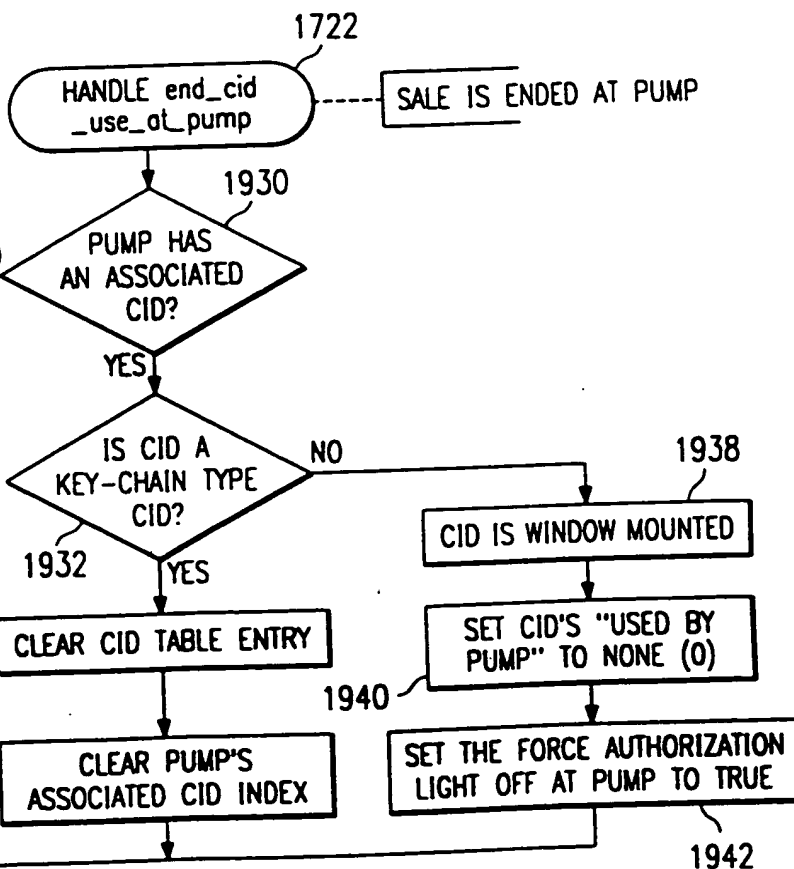 1722
HANDLE end_cid
_use_at_pump
SALE IS ENDED AT PUMP
1930
PUMP HAS
AN ASSOCIATED
CID?
YES
IS CID A
KEY-CHAIN TYPE
CID?
NO
1932
YES
1938
CID IS WINDOW MOUNTED
CLEAR CID TABLE ENTRY
SET CID'S "USED BY
PUMP" TO NONE (0)
1940
CLEAR PUMP'S
ASSOCIATED CID INDEX
SET THE FORCE AUTHORIZATION
LIGHT OFF AT PUMP TO TRUE
1942